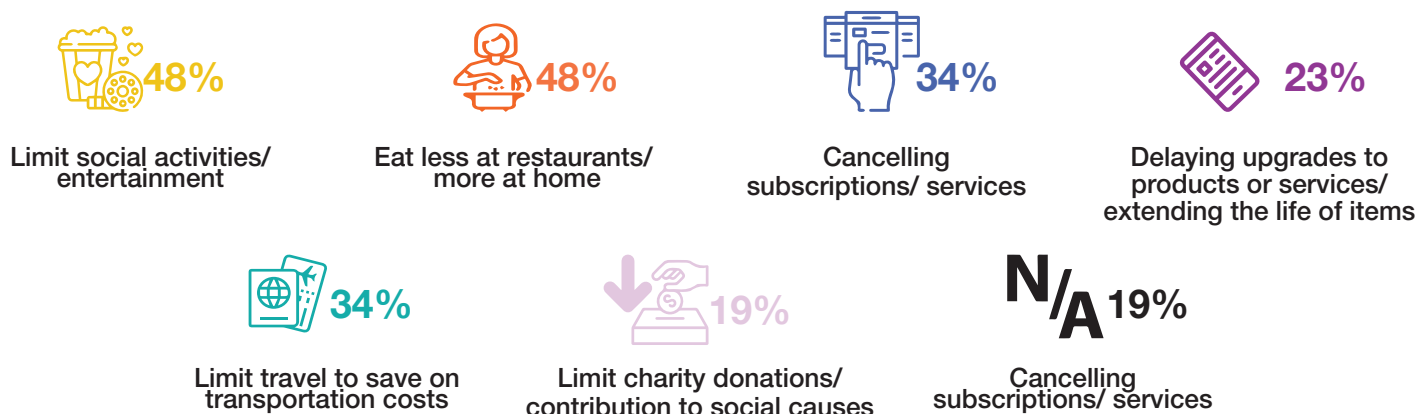 48%
Limit social activities/
entertainment
48%
Eat less at restaurants/
more at home
34%
Cancelling
subscriptions/ services
23%
Delaying upgrades to
products or services/
extending the life of items
34%
Limit travel to save on
transportation costs
19%
Limit charity donations/
contribution to social causes
N/A 19%
Cancelling
subscriptions/ services